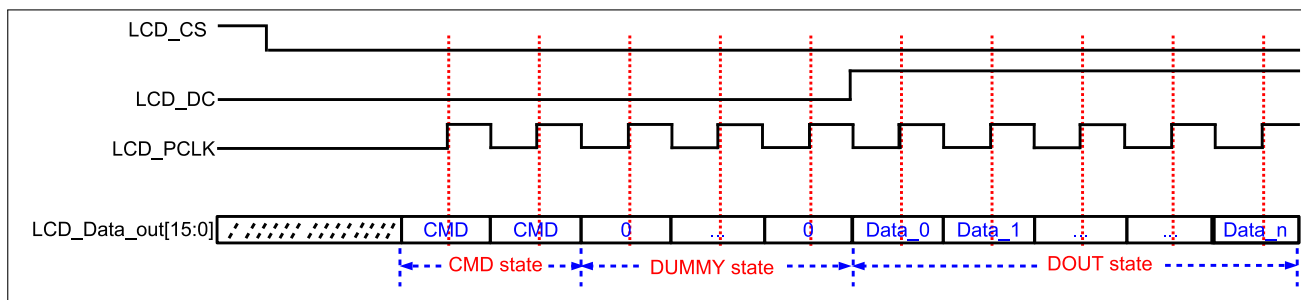 LCD_CS
LCD_DC
LCD_PCLK
LCD_Data_out[15:0] CMD CMD 0 ... 0 Data_0 Data_1 ... ... Data_n
CMD state DUMMY state DOUT state